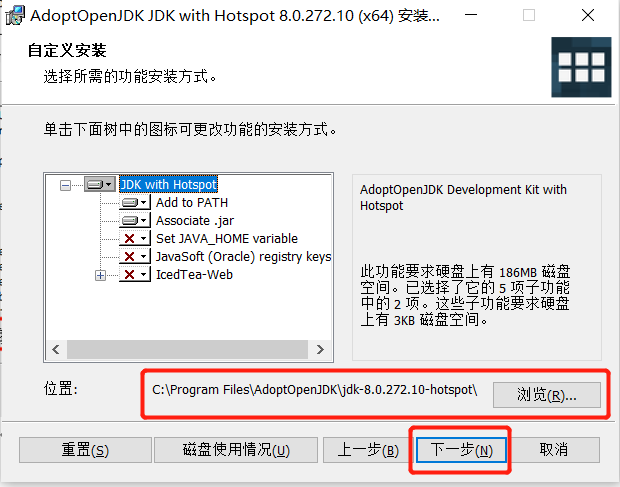 AdoptOpenJDK JDK with Hotspot 8.0.272.10 (x64) 安装...
自定义安装
选择所需的功能安装方式。
单击下面树中的图标可更改功能的安装方式。
JDK with Hotspot
Add to PATH
Associate .jar
Set JAVA_HOME variable
JavaSoft (Oracle) registry keys
IcedTea-Web
AdoptOpenJDK Development Kit with
Hotspot
此功能要求硬盘上有 186MB 磁盘
空间。已选择了它的 5 项子功能
中的 2 项。这些子功能要求硬盘
上有 3KB 磁盘空间。
位置: C:\Program Files\AdoptOpenJDK\jdk-8.0.272.10-hotspot\ 浏览(R)...
重置(S) 磁盘使用情况(U) 上一步(B) 下一步(N) 取消